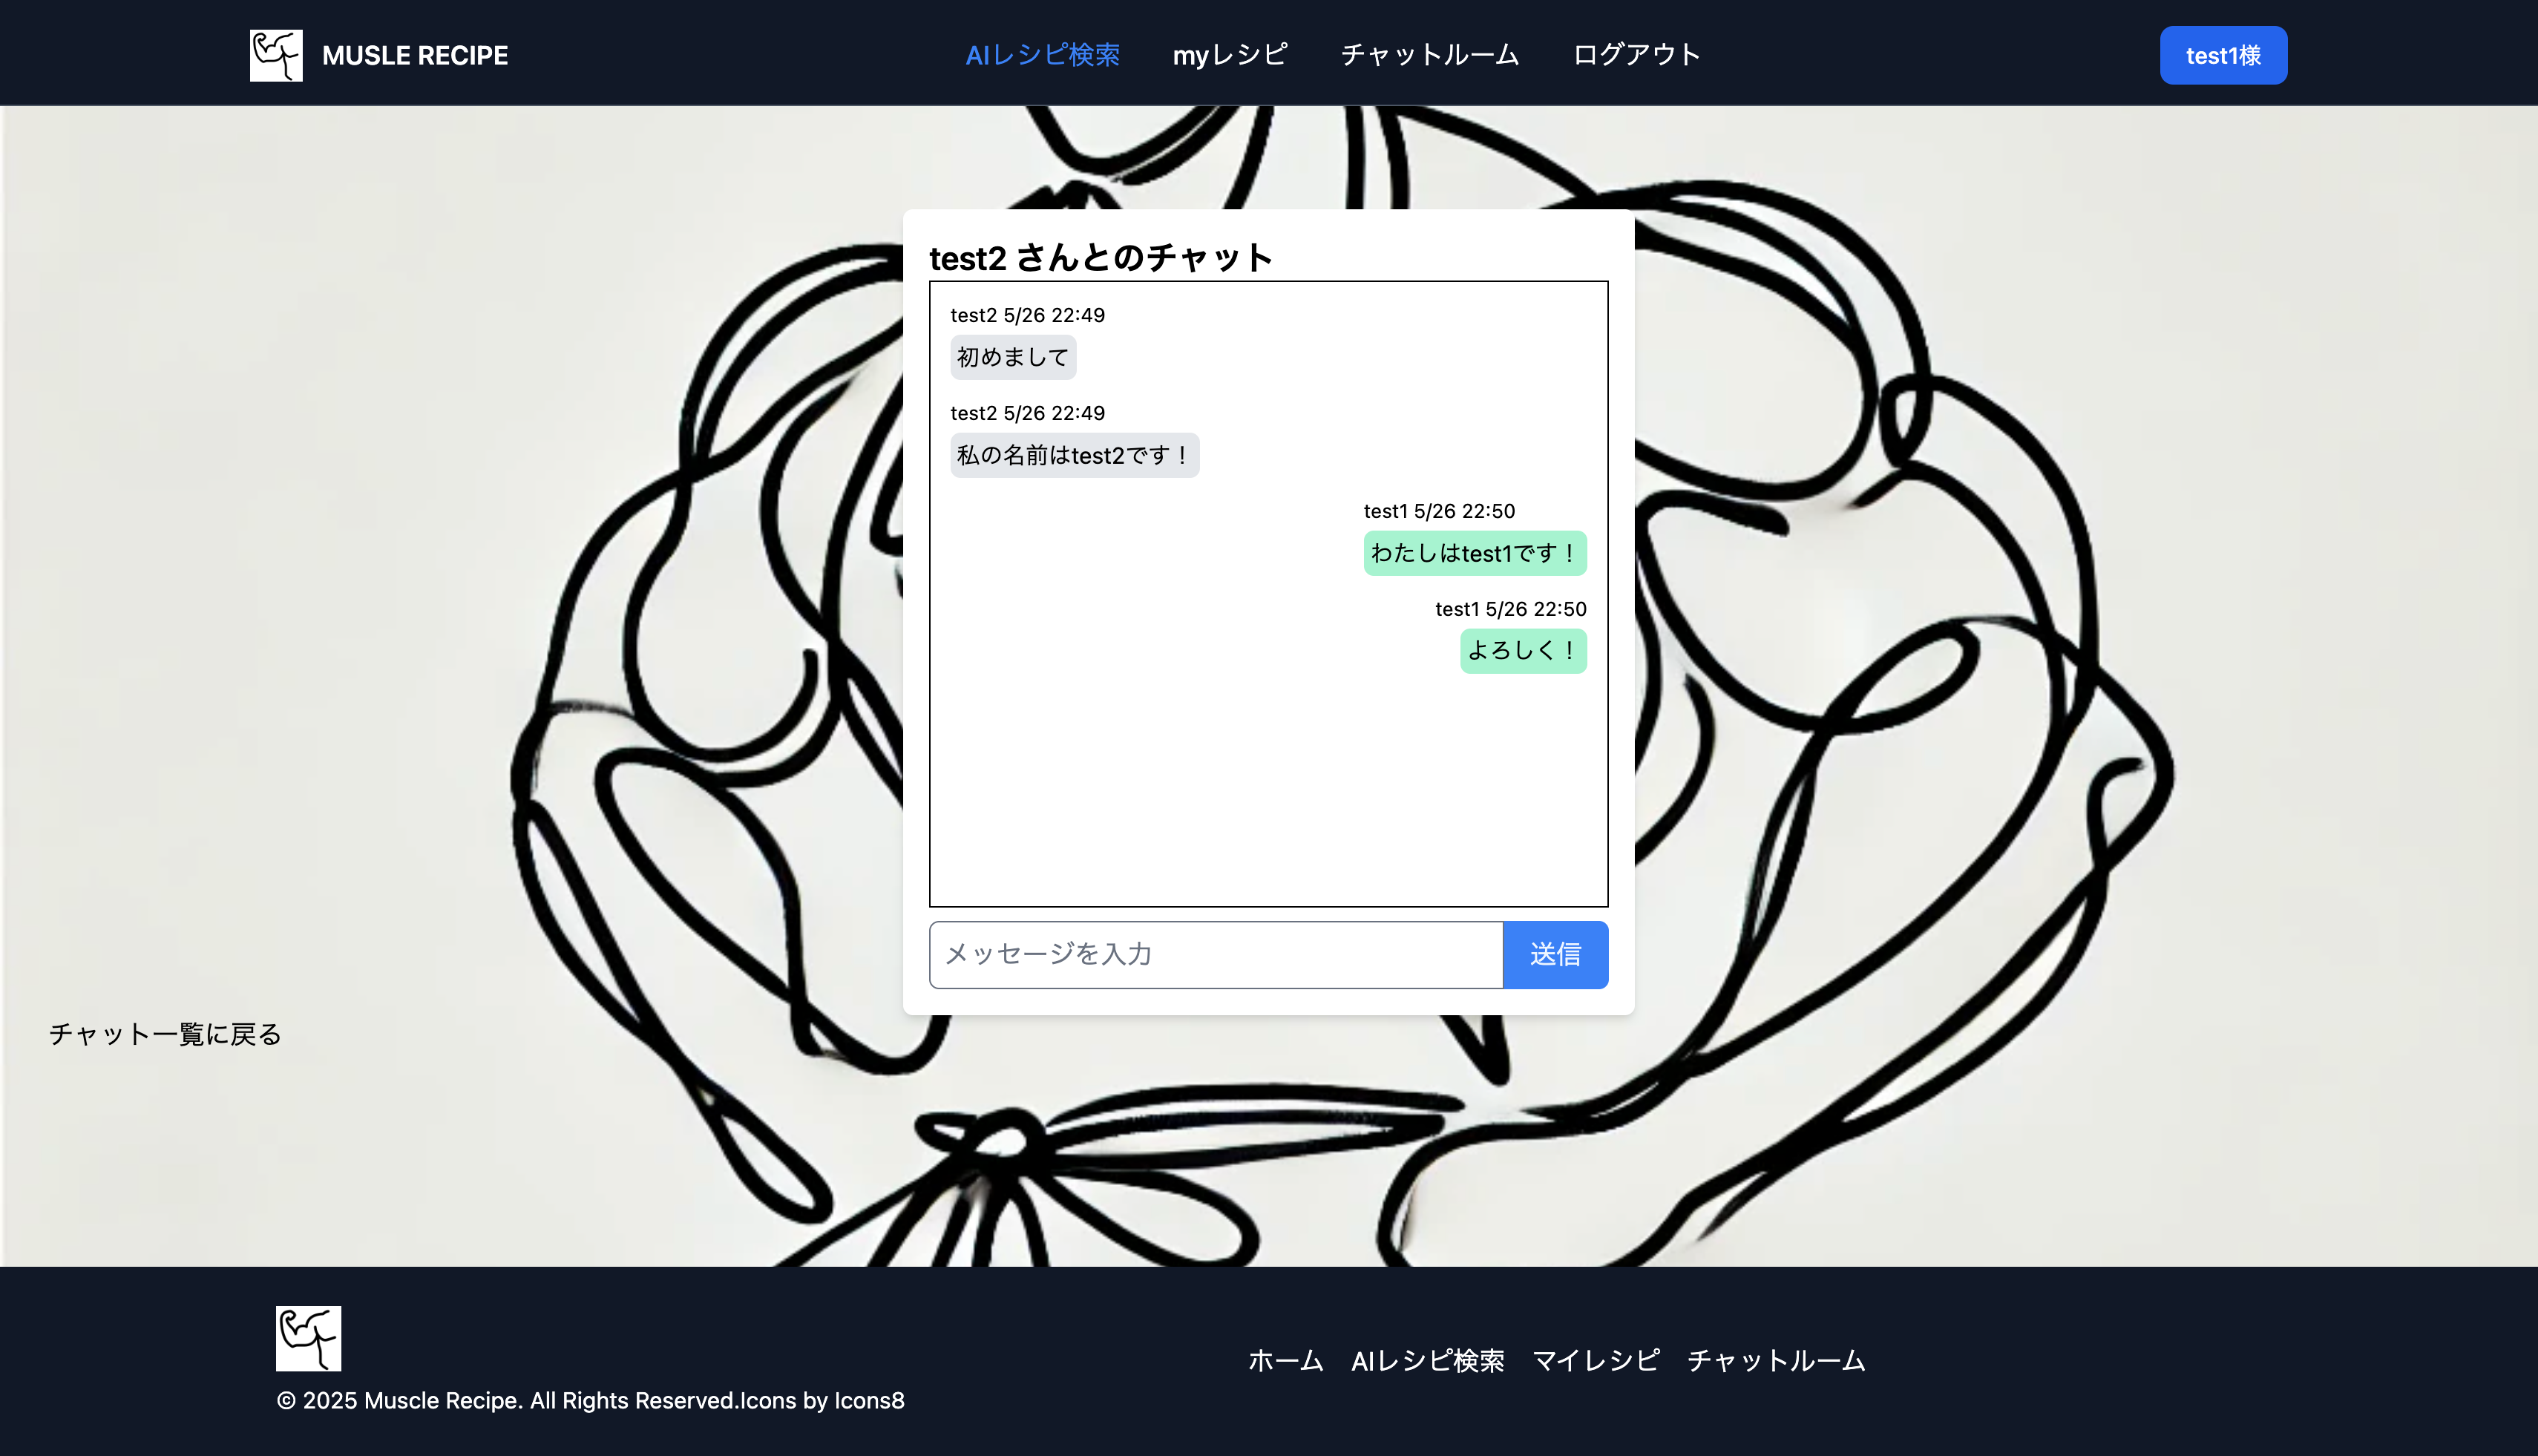 MUSLE RECIPE
AIレシピ検索 myレシピ チャットルーム ログアウト
test1様
test2 さんとのチャット
test2 5/26 22:49
初めまして
test2 5/26 22:49
私の名前はtest2です！
test1 5/26 22:50
わたしはtest1です！
test1 5/26 22:50
よろしく！
メッセージを入力
送信
チャット一覧に戻る
ホーム AIレシピ検索 マイレシピ チャットルーム
© 2025 Muscle Recipe. All Rights Reserved.Icons by Icons8